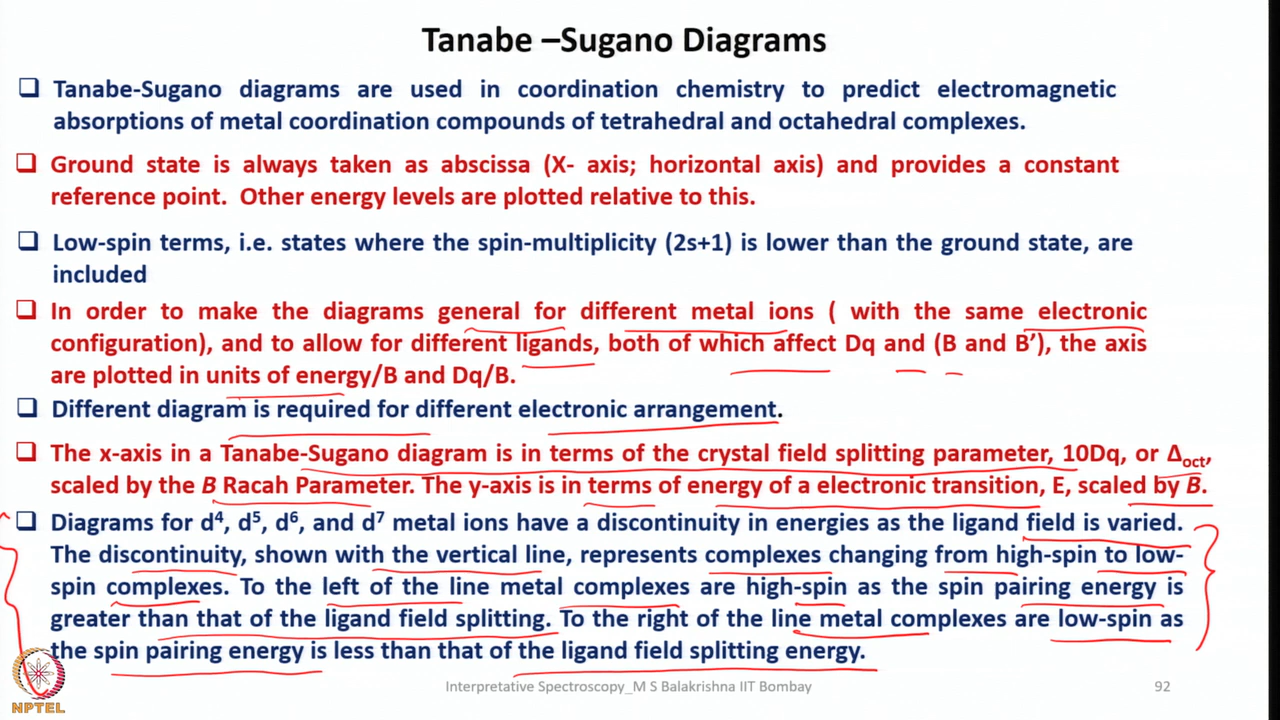 Tanabe –Sugano Diagrams
❑ Tanabe-Sugano diagrams are used in coordination chemistry to predict electromagnetic
absorptions of metal coordination compounds of tetrahedral and octahedral complexes.
❑ Ground state is always taken as abscissa (X- axis; horizontal axis) and provides a constant
reference point. Other energy levels are plotted relative to this.
❑ Low-spin terms, i.e. states where the spin-multiplicity (2s+1) is lower than the ground state, are
included
❑ In order to make the diagrams general for different metal ions ( with the same electronic
configuration), and to allow for different ligands, both of which affect Dq and (B and B’), the axis
are plotted in units of energy/B and Dq/B.
❑ Different diagram is required for different electronic arrangement.
❑ The x-axis in a Tanabe-Sugano diagram is in terms of the crystal field splitting parameter, 10Dq, or Δoct,
scaled by the B Racah Parameter. The y-axis is in terms of energy of a electronic transition, E, scaled by B.
❑ Diagrams for d⁴, d⁵, d⁶, and d⁷ metal ions have a discontinuity in energies as the ligand field is varied.
The discontinuity, shown with the vertical line, represents complexes changing from high-spin to low-
spin complexes. To the left of the line metal complexes are high-spin as the spin pairing energy is
greater than that of the ligand field splitting. To the right of the line metal complexes are low-spin as
the spin pairing energy is less than that of the ligand field splitting energy.
NPTEL
Interpretative Spectroscopy_M S Balakrishna IIT Bombay
92